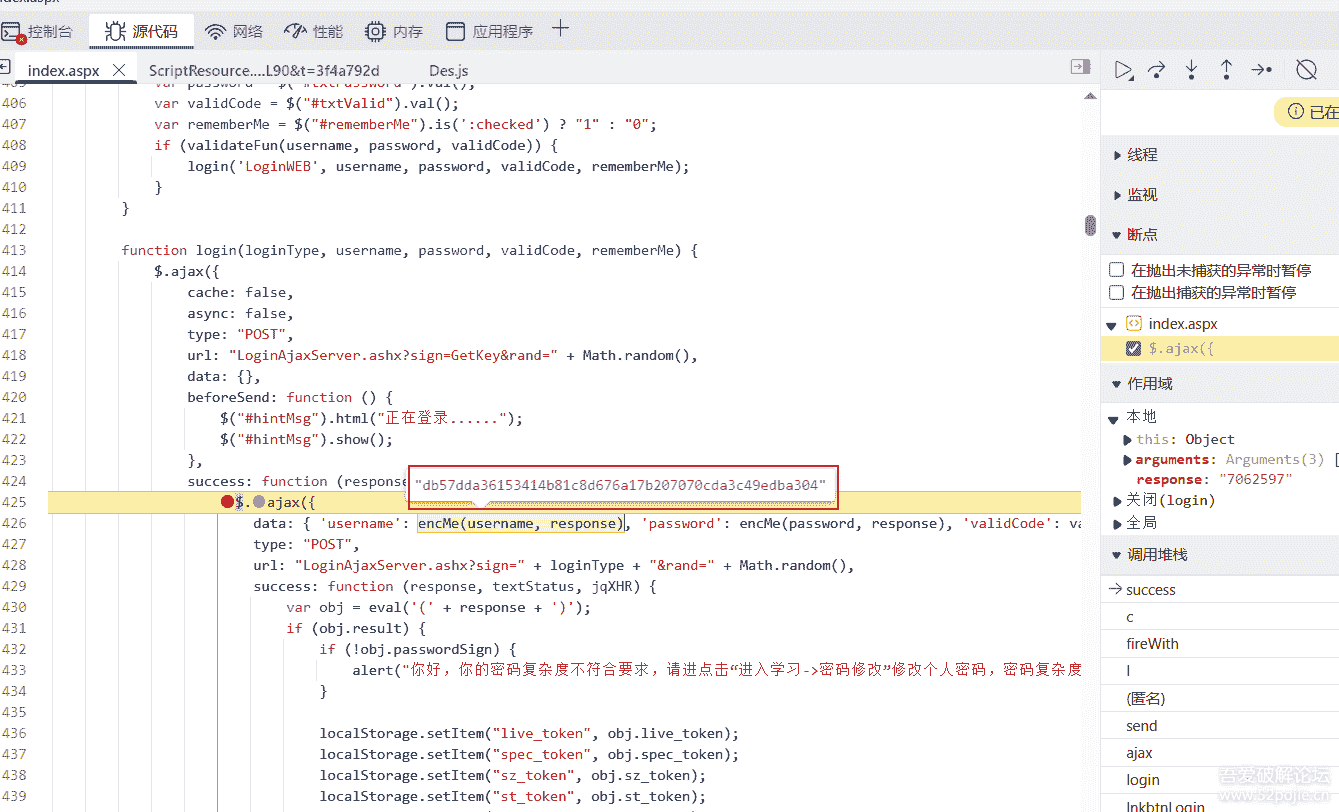 控制台 源代码 网络 性能 内存 应用程序
index.aspx ScriptResource....L90&t=3f4a792d Des.js
406 var validCode = $("#txtValid").val();
407 var rememberMe = $("#rememberMe").is(':checked') ? "1" : "0";
408 if (validateFun(username, password, validCode)) {
409 login('LoginWEB', username, password, validCode, rememberMe);
410 }
411 }
412
413 function login(loginType, username, password, validCode, rememberMe) {
414 $.ajax({
415 cache: false,
416 async: false,
417 type: "POST",
418 url: "LoginAjaxServer.ashx?sign=GetKey&rand=" + Math.random(),
419 data: {},
420 beforeSend: function () {
421 $("#hintMsg").html("正在登录......");
422 $("#hintMsg").show();
423 },
424 success: function (response
"db57dda36153414b81c8d676a17b207070cda3c49edba304"
425 $.ajax({
426 data: { 'username': encMe(username, response), 'password': encMe(password, response), 'validCode': va
427 type: "POST",
428 url: "LoginAjaxServer.ashx?sign=" + loginType + "&rand=" + Math.random(),
429 success: function (response, textStatus, jqXHR) {
430 var obj = eval('(' + response + ')');
431 if (obj.result) {
432 if (!obj.passwordSign) {
433 alert("你好，你的密码复杂度不符合要求，请进点击“进入学习->密码修改”修改个人密码，密码复杂度
434 }
435
436 localStorage.setItem("live_token", obj.live_token);
437 localStorage.setItem("spec_token", obj.spec_token);
438 localStorage.setItem("sz_token", obj.sz_token);
439 localStorage.setItem("st_token", obj.st_token);
已在
线程
监视
断点
在抛出未捕获的异常时暂停
在抛出捕获的异常时暂停
index.aspx
$.ajax({
作用域
本地
this: Object
arguments: Arguments(3) [
response: "7062597"
关闭(login)
全局
调用堆栈
success
c
fireWith
l
(匿名)
send
ajax
login
lnkbtnLogin
吾爱破解论坛
www.52pojie.cn